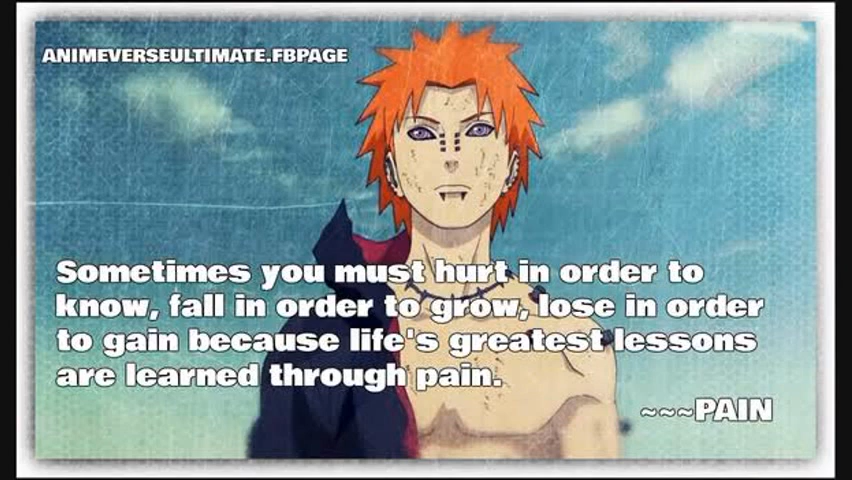 ANIMEVERSEULTIMATE.FBPAGE
Sometimes you must hurt in order to
know, fall in order to grow, lose in order
to gain because life's greatest lessons
are learned through pain.
~~~PAIN